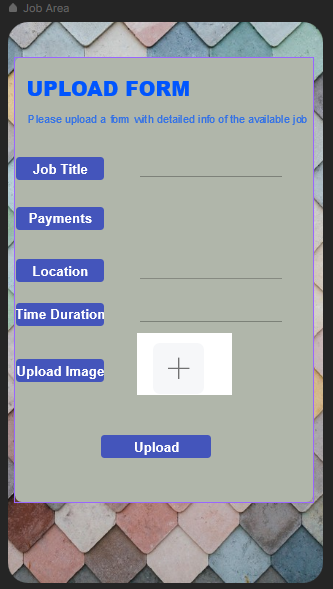 Job Area
UPLOAD FORM
Please upload a form with detailed info of the available job
Job Title
Payments
Location
Time Duration
Upload Image
Upload